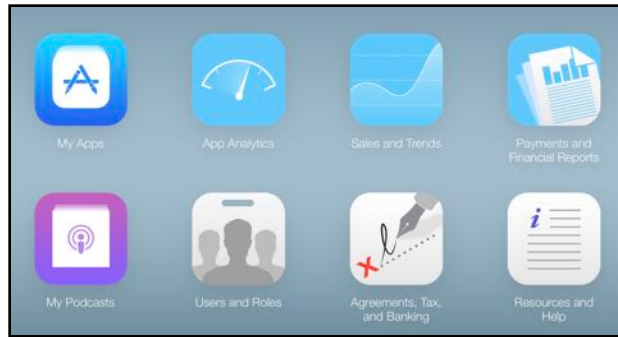 My Apps
App Analytics
Sales and Trends
Payments and
Financial Reports
My Podcasts
Users and Roles
Agreements, Tax,
and Banking
Resources and
Help